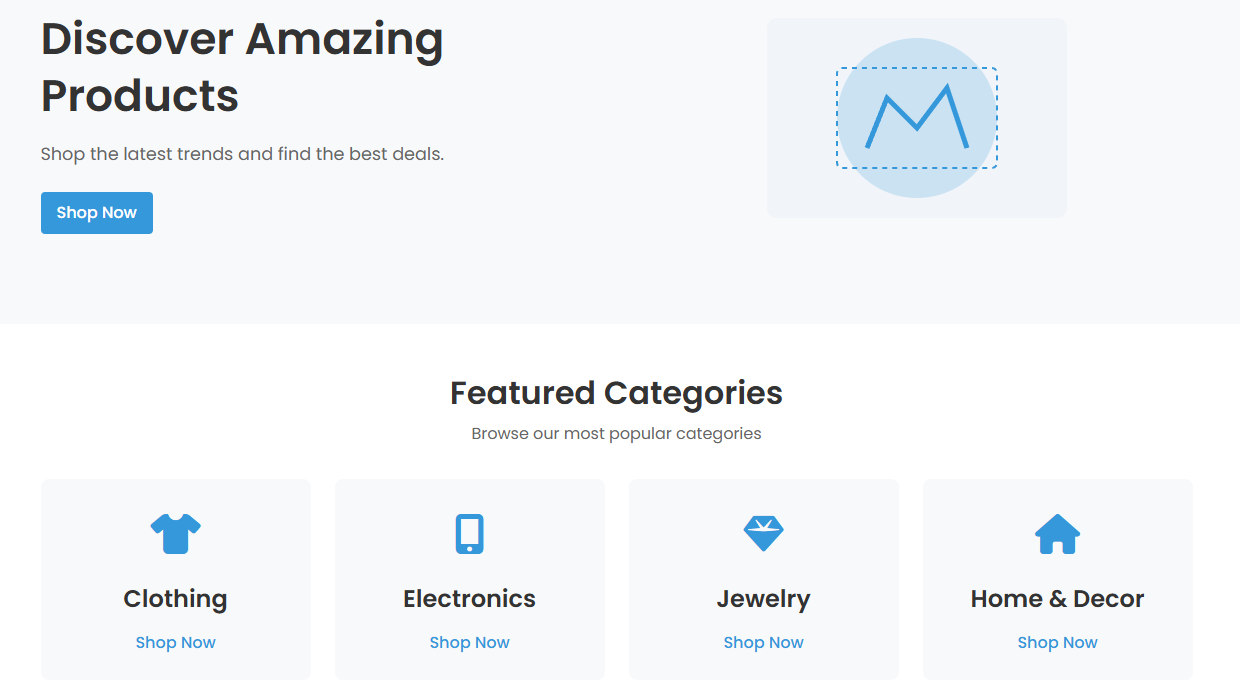 Discover Amazing
Products
Shop the latest trends and find the best deals.
Shop Now
Featured Categories
Browse our most popular categories
Clothing
Electronics
Jewelry
Home & Decor
Shop Now
Shop Now
Shop Now
Shop Now